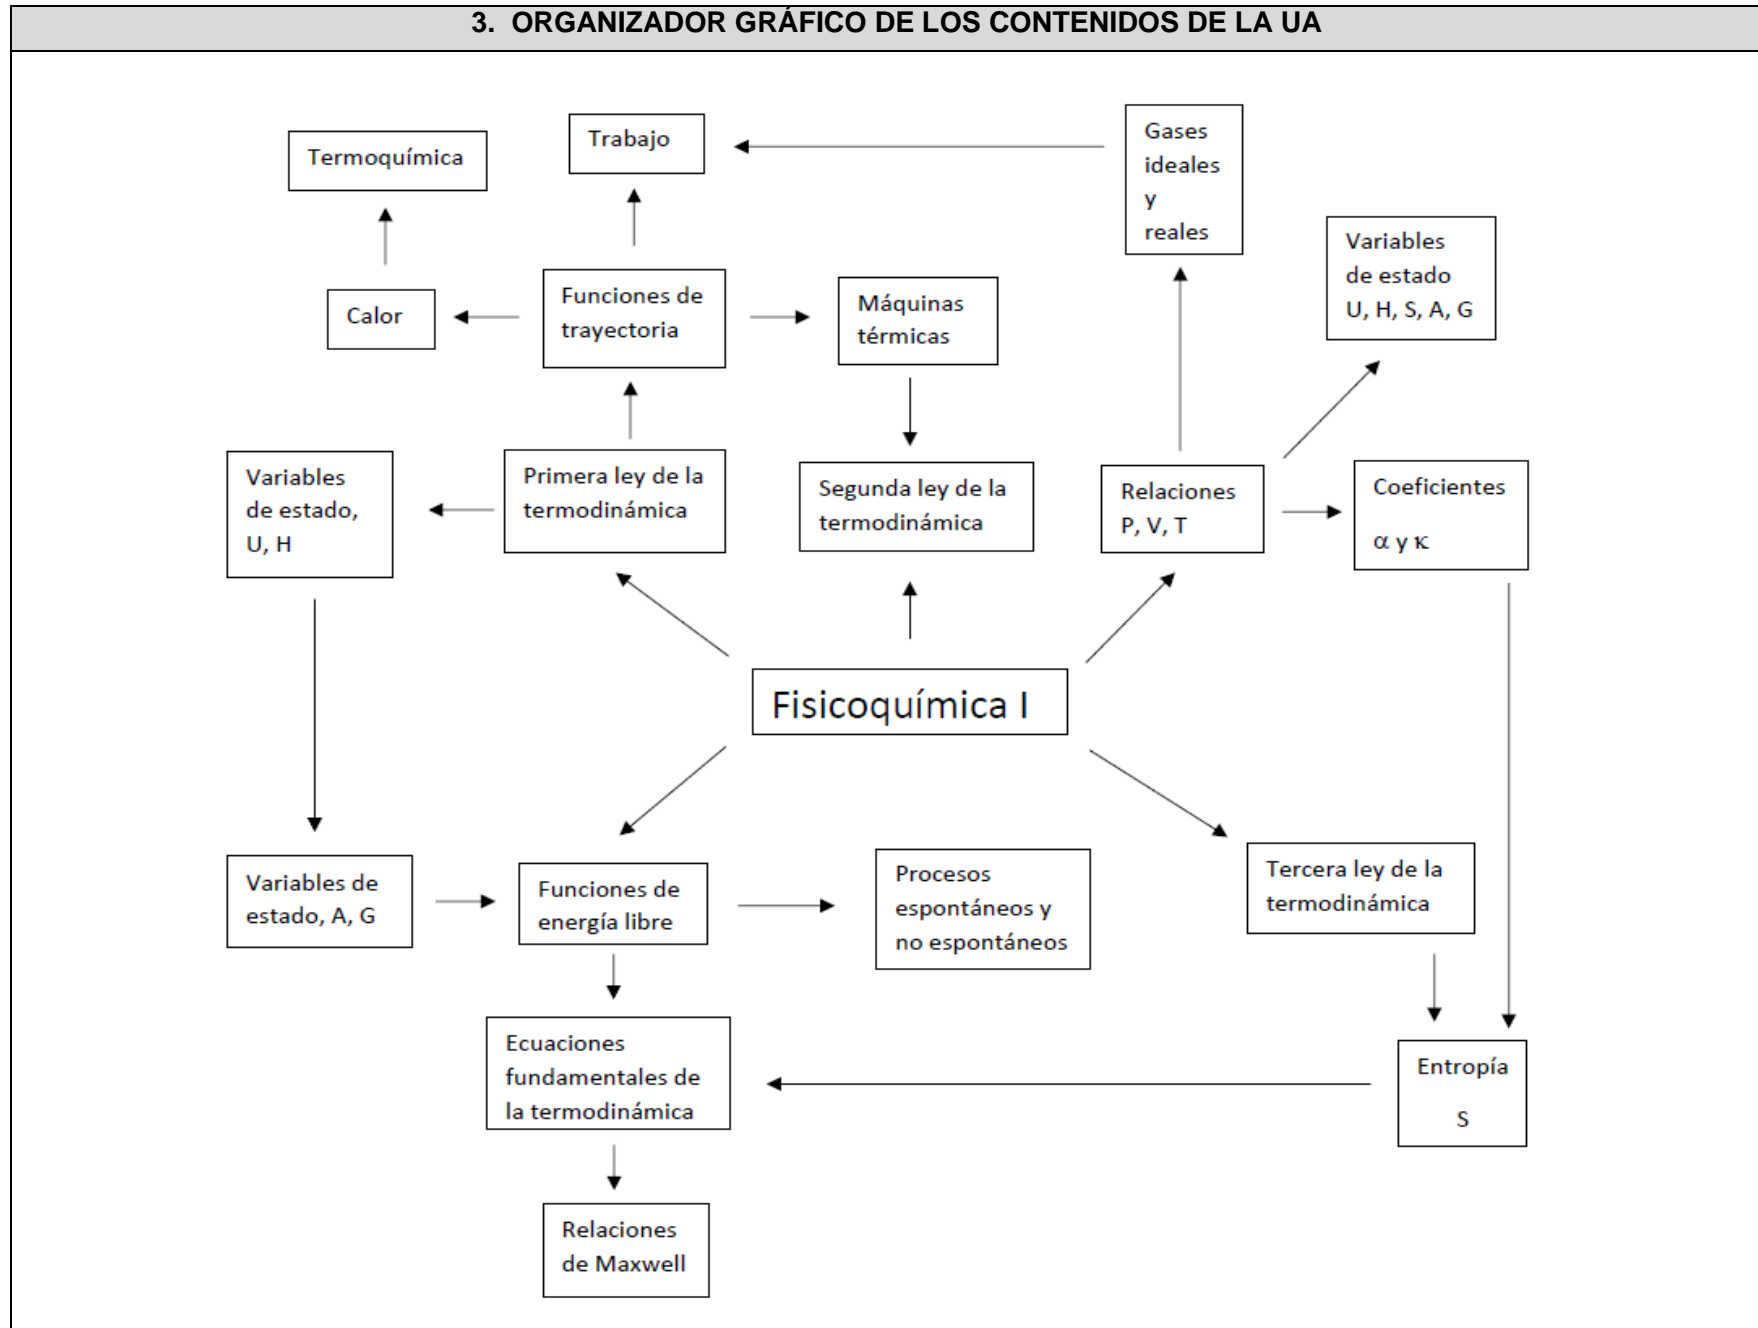 3. ORGANIZADOR GRÁFICO DE LOS CONTENIDOS DE LA UA
Termoquímica
Trabajo
Gases
ideales
y
reales
Variables
de estado
U, H, S, A, G
Calor
Funciones de
trayectoria
Máquinas
térmicas
Variables
de estado,
U, H
Primera ley de la
termodinámica
Segunda ley de la
termodinámica
Relaciones
P, V, T
Coeficientes
α y κ
Fisicoquímica I
Variables de
estado, A, G
Funciones de
energía libre
Procesos
espontáneos y
no espontáneos
Tercera ley de la
termodinámica
Ecuaciones
fundamentales de
la termodinámica
Entropía
S
Relaciones
de Maxwell